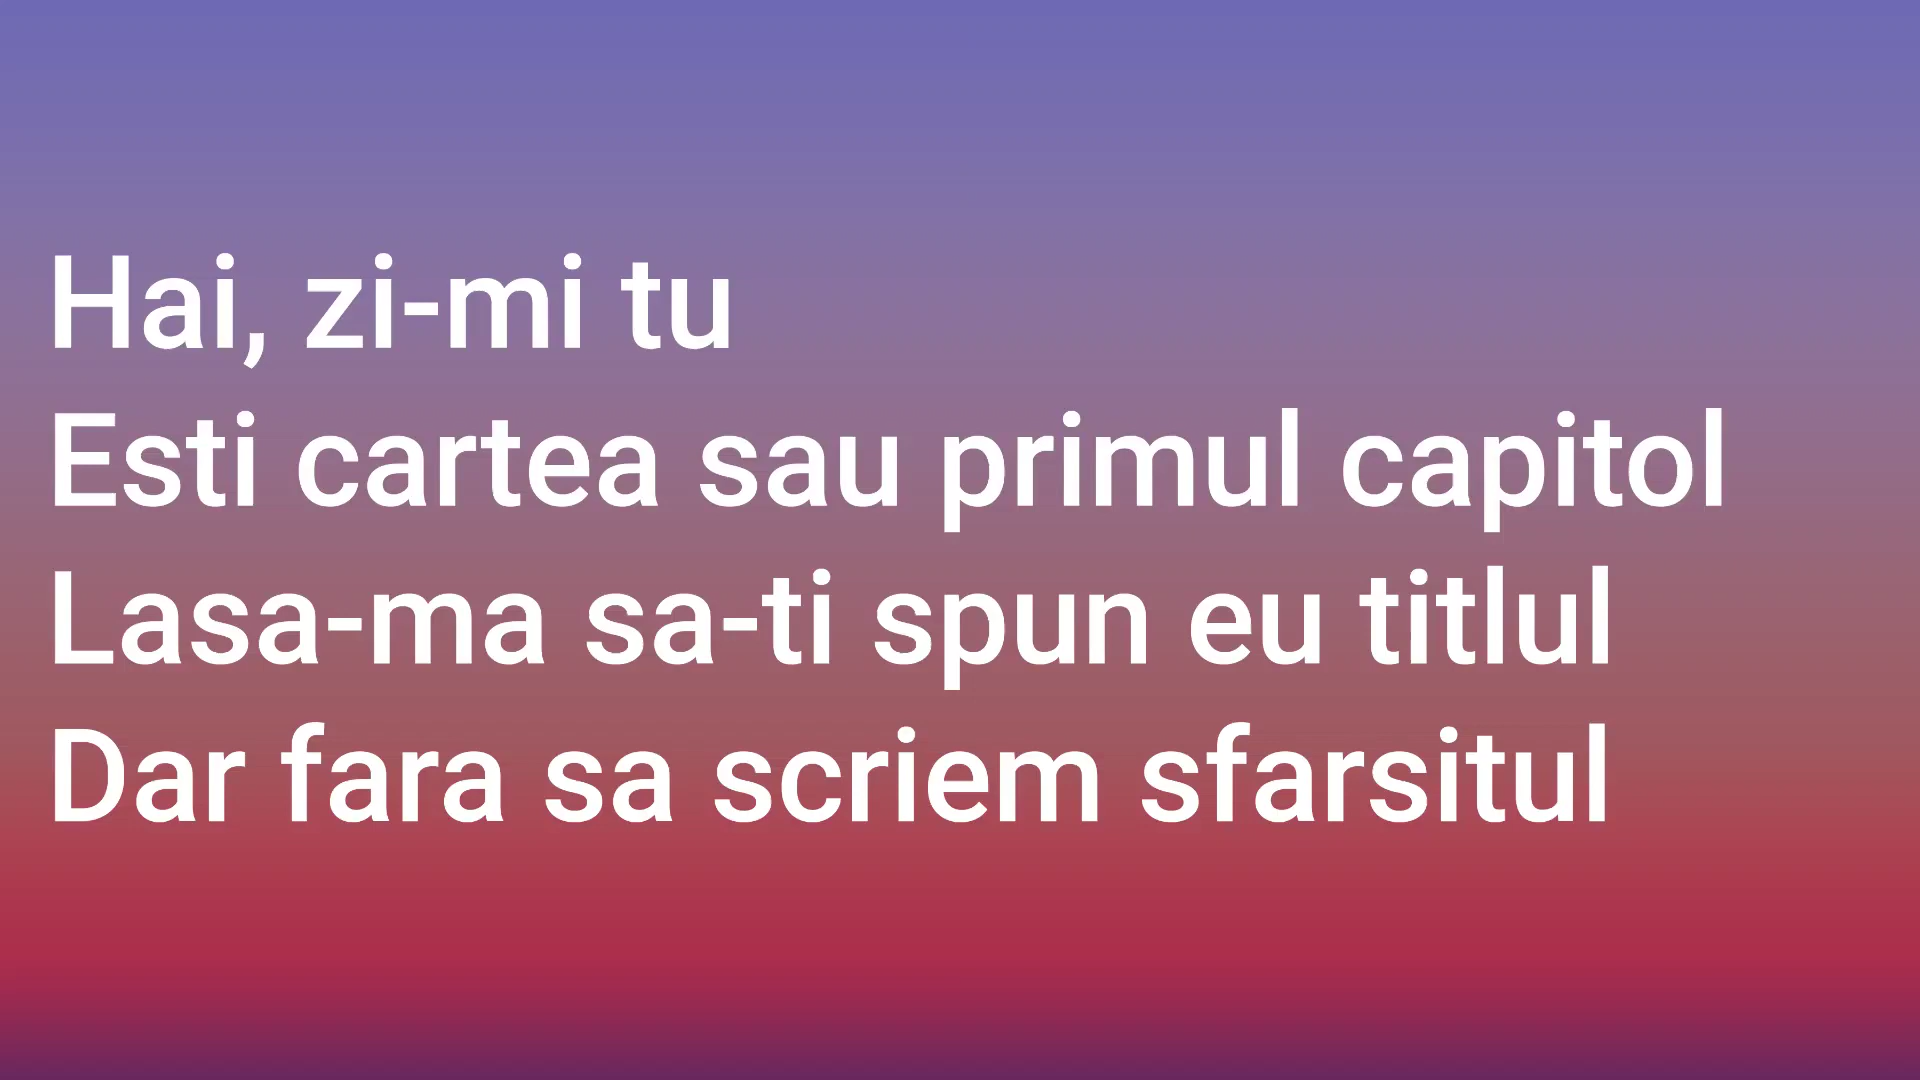 Hai, zi-mi tu
Esti cartea sau primul capitol
Lasa-ma sa-ti spun eu titlul
Dar fara sa scriem sfarsitul